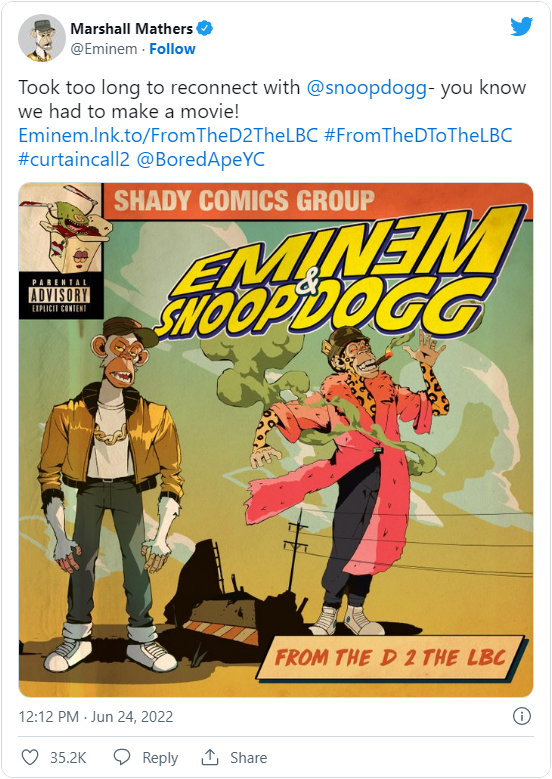 Marshall Mathers
@Eminem · Follow
Took too long to reconnect with @snoopdogg- you know
we had to make a movie!
Eminem.lnk.to/FromTheD2TheLBC #FromTheDToTheLBC
#curtaincall2 @BoredApeYC
SHADY COMICS GROUP
PARENTAL
ADVISORY
EXPLICIT CONTENT
EMINƎM
&
SNOOP DOGG
FROM THE D 2 THE LBC
12:12 PM · Jun 24, 2022
35.2K Reply Share